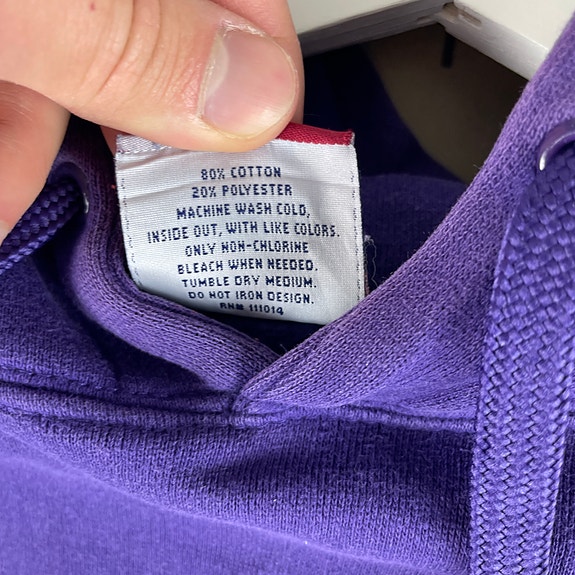 80% COTTON
20% POLYESTER
MACHINE WASH COLD,
INSIDE OUT, WITH LIKE COLORS.
ONLY NON-CHLORINE
BLEACH WHEN NEEDED.
TUMBLE DRY MEDIUM.
DO NOT IRON DESIGN.
RN# 111014